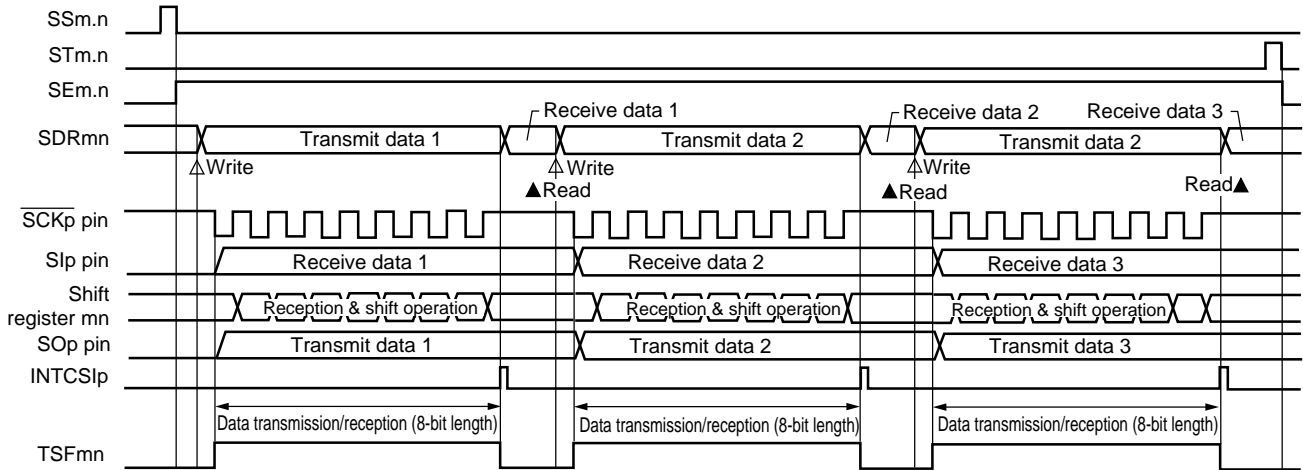 SSm.n
STm.n
SEm.n
Receive data 1
Receive data 2
Receive data 3
SDRmn
Transmit data 1
Transmit data 2
Transmit data 2
Write
Write
Write
Read
Read
Read
SCKp pin
SIp pin
Receive data 1
Receive data 2
Receive data 3
Shift
register mn
Reception & shift operation
Reception & shift operation
Reception & shift operation
SOp pin
Transmit data 1
Transmit data 2
Transmit data 3
INTCSIp
Data transmission/reception (8-bit length)
Data transmission/reception (8-bit length)
Data transmission/reception (8-bit length)
TSFmn